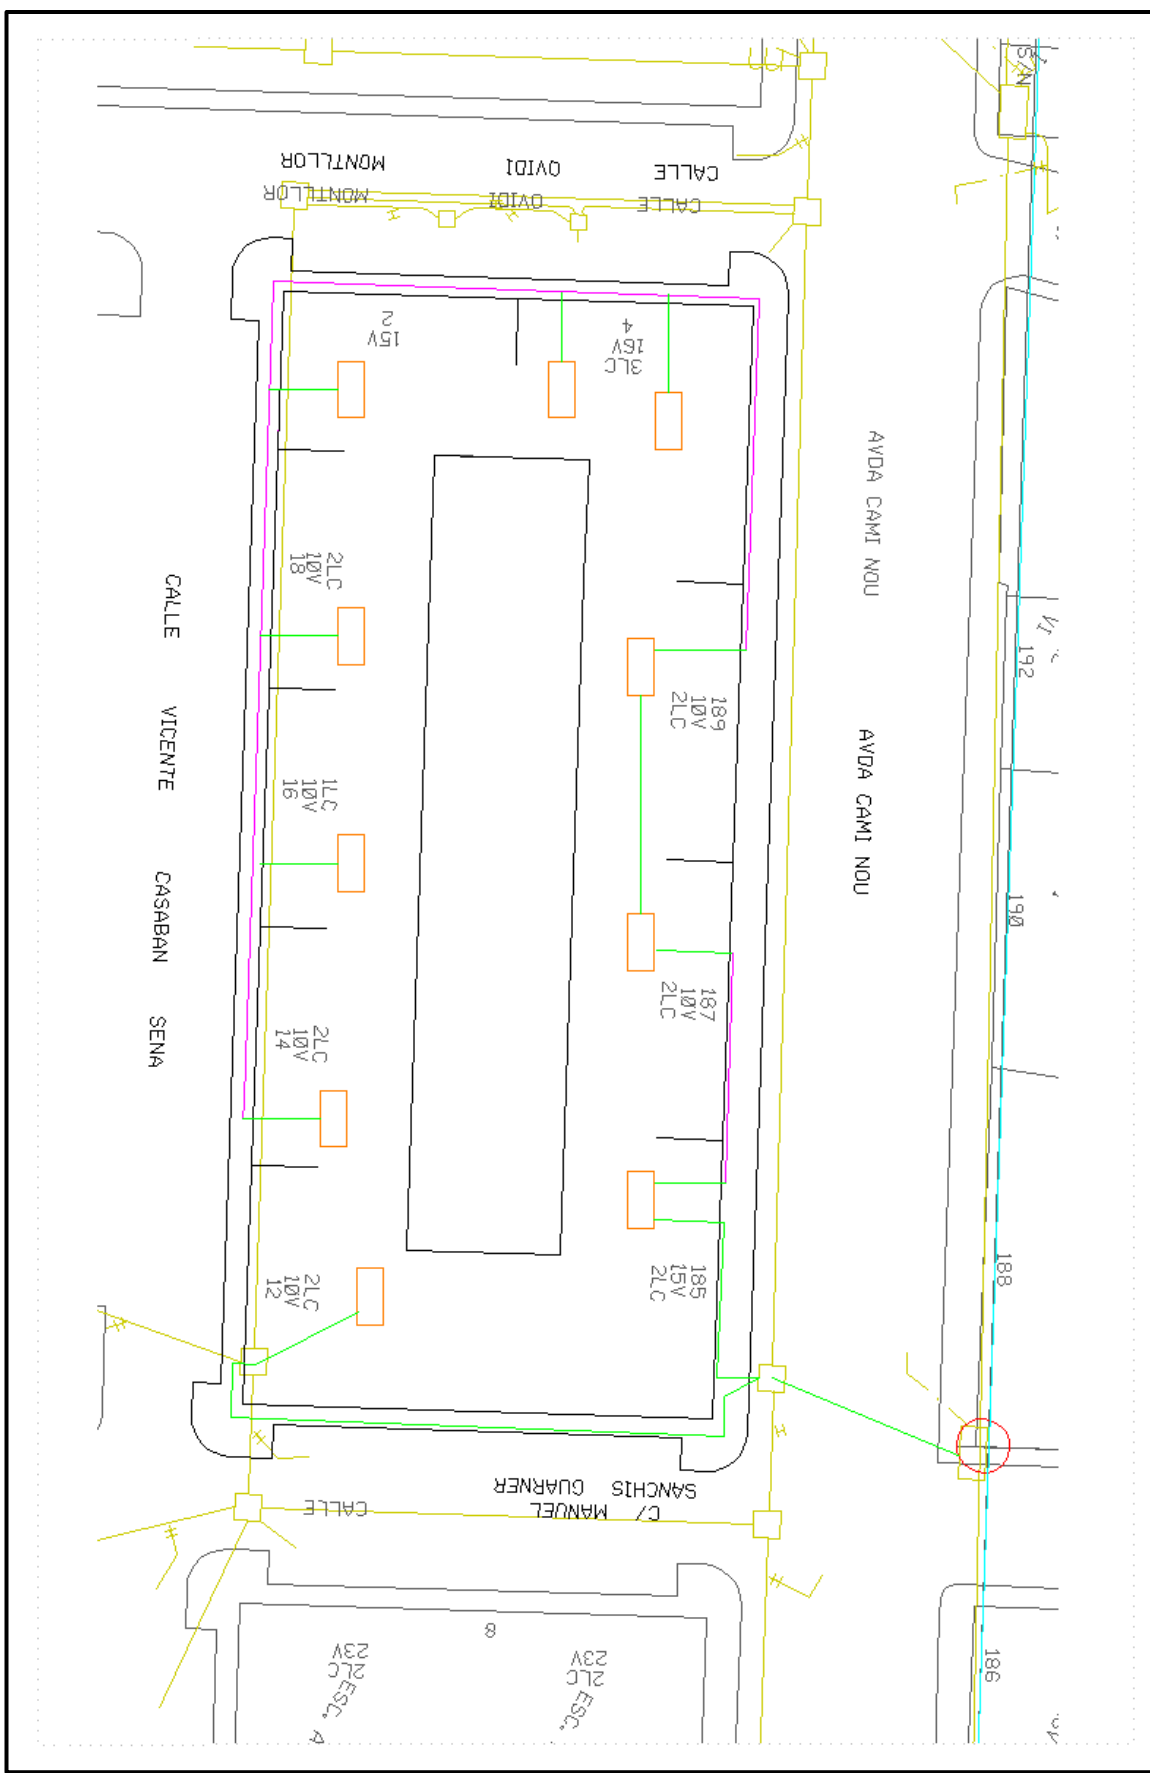 S/N
CALLE OVIDI MONTLLOR
CALLE OVIDI MONTLLOR
15V
2
3LC
16V
4
AVDA CAMI NOU
AVDA CAMI NOU
CALLE VICENTE CASABAN SENA
2LC
10V
18
1LC
10V
16
2LC
10V
14
2LC
10V
12
189
10V
2LC
187
10V
2LC
185
15V
2LC
192
190
188
186
C/ MANUEL
SANCHIS GUARNER
CALLE
8
23V
2LC
ESC. A
23V
2LC
ESC.